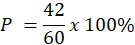 P = 42/60 x 100%